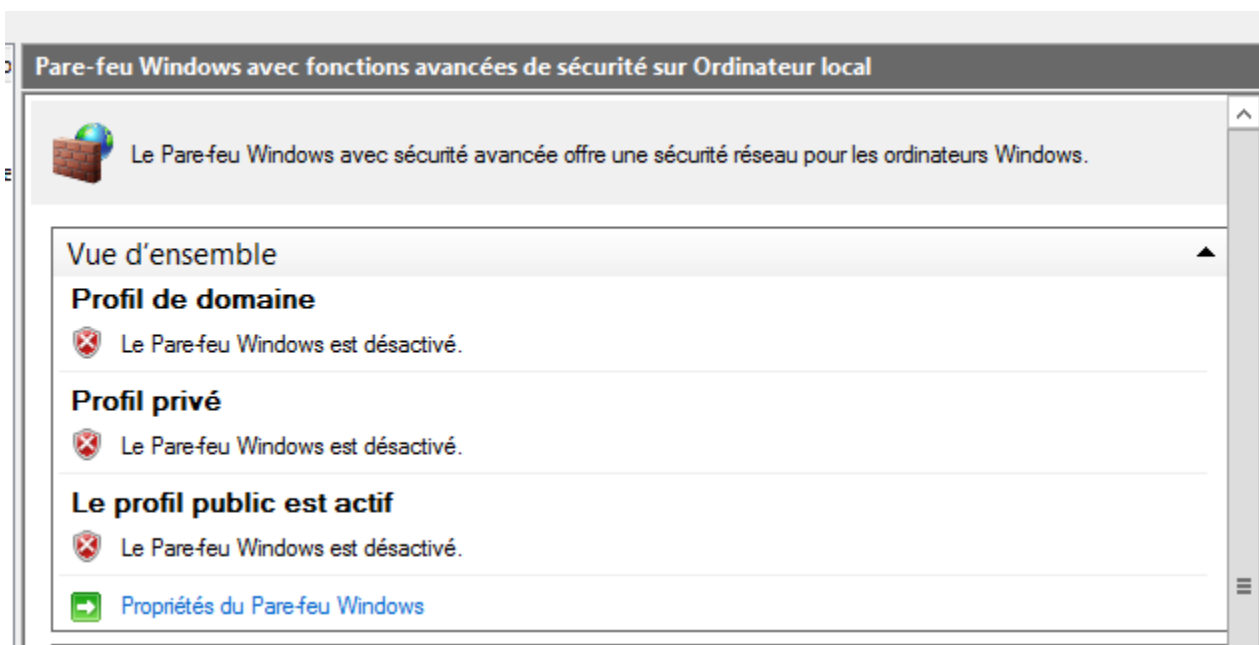 Pare-feu Windows avec fonctions avancées de sécurité sur Ordinateur local
Le Pare-feu Windows avec sécurité avancée offre une sécurité réseau pour les ordinateurs Windows.
Vue d'ensemble
Profil de domaine
Le Pare-feu Windows est désactivé.
Profil privé
Le Pare-feu Windows est désactivé.
Le profil public est actif
Le Pare-feu Windows est désactivé.
Propriétés du Pare-feu Windows